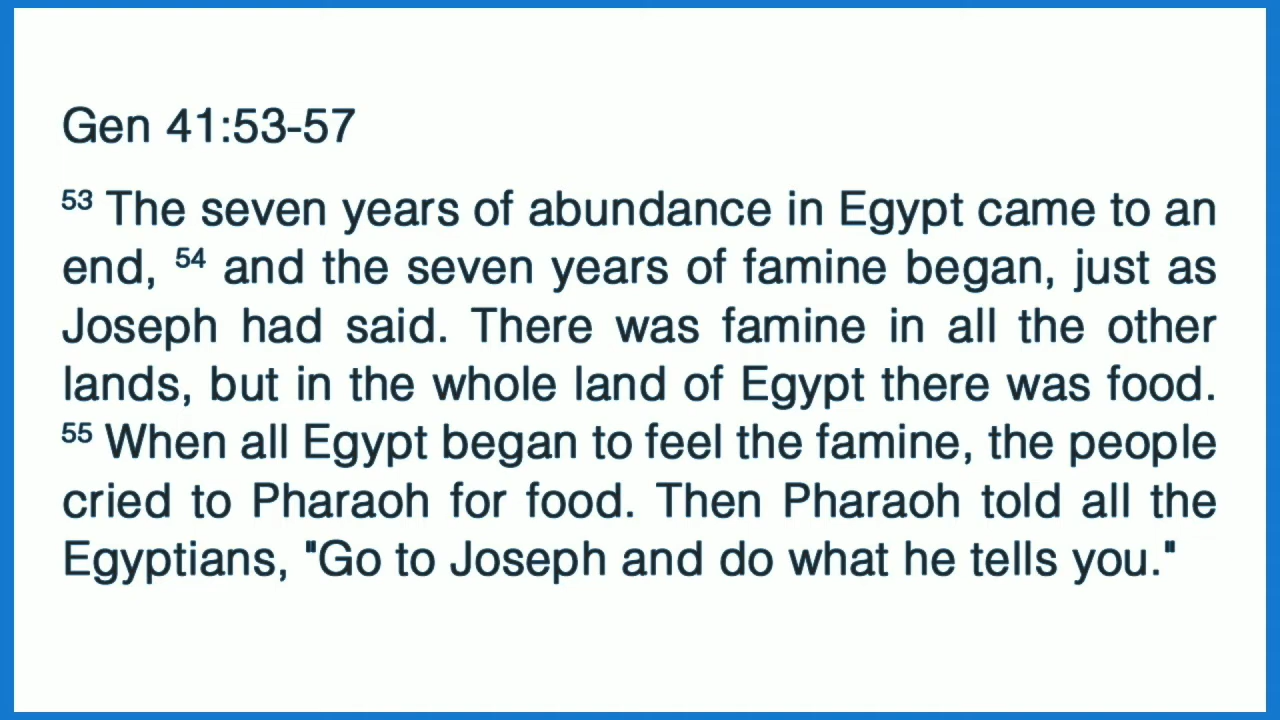 Gen 41:53-57
53 The seven years of abundance in Egypt came to an
end, 54 and the seven years of famine began, just as
Joseph had said. There was famine in all the other
lands, but in the whole land of Egypt there was food.
55 When all Egypt began to feel the famine, the people
cried to Pharaoh for food. Then Pharaoh told all the
Egyptians, "Go to Joseph and do what he tells you."